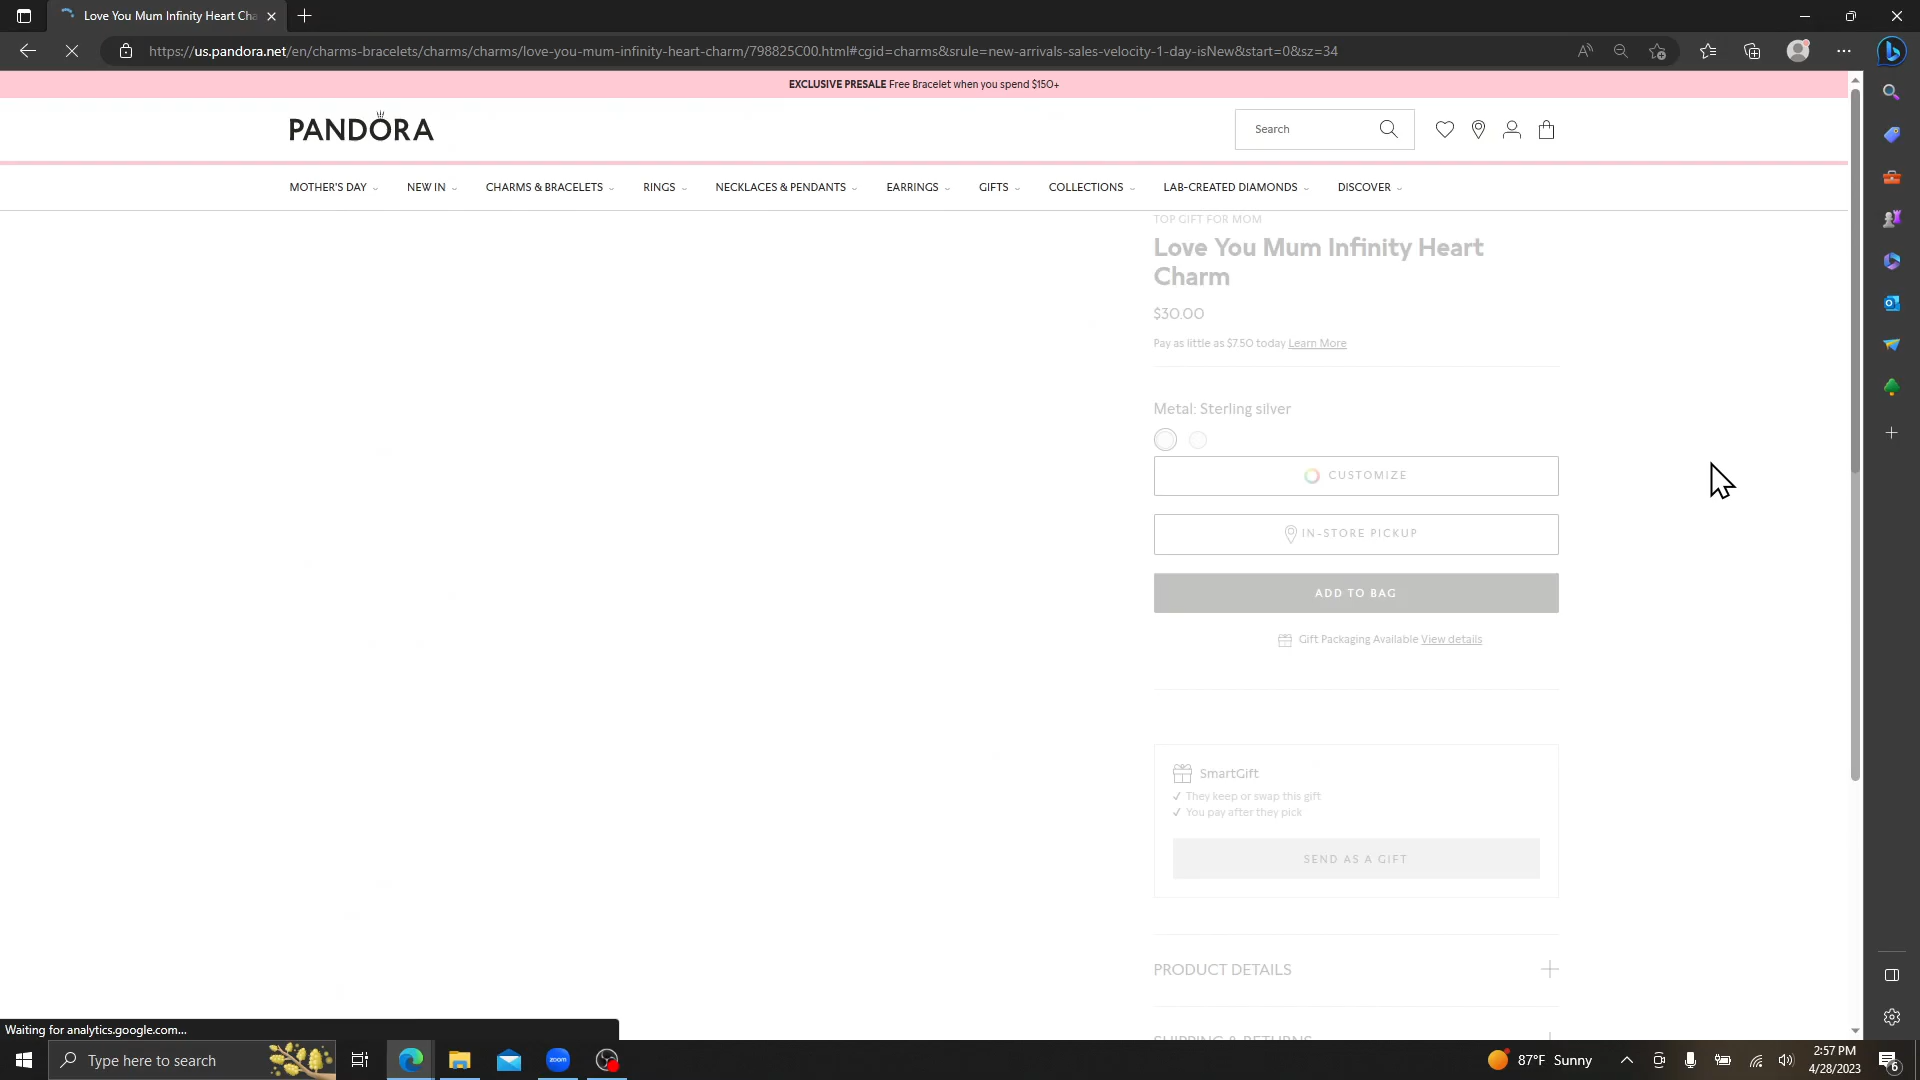 Love You Mum Infinity Heart Cha
https://us.pandora.net/en/charms-bracelets/charms/charms/love-you-mum-infinity-heart-charm/798825C00.html#cgid=charms&srule=new-arrivals-sales-velocity-1-day-isNew&start=0&sz=34
EXCLUSIVE PRESALE Free Bracelet when you spend $150+
PANDORA
Search
MOTHER'S DAY NEW IN CHARMS & BRACELETS RINGS NECKLACES & PENDANTS EARRINGS GIFTS COLLECTIONS LAB-CREATED DIAMONDS DISCOVER
TOP GIFT FOR MOM
Love You Mum Infinity Heart
Charm
$30.00
Pay as little as $7.50 today Learn More
Metal: Sterling silver
CUSTOMIZE
IN-STORE PICKUP
ADD TO BAG
Gift Packaging Available View details
SmartGift
✓ They keep or swap this gift
✓ You pay after they pick
SEND AS A GIFT
PRODUCT DETAILS
SHIPPING & RETURNS
Waiting for analytics.google.com...
Type here to search
zoom
87°F Sunny
2:57 PM
4/28/2023
6